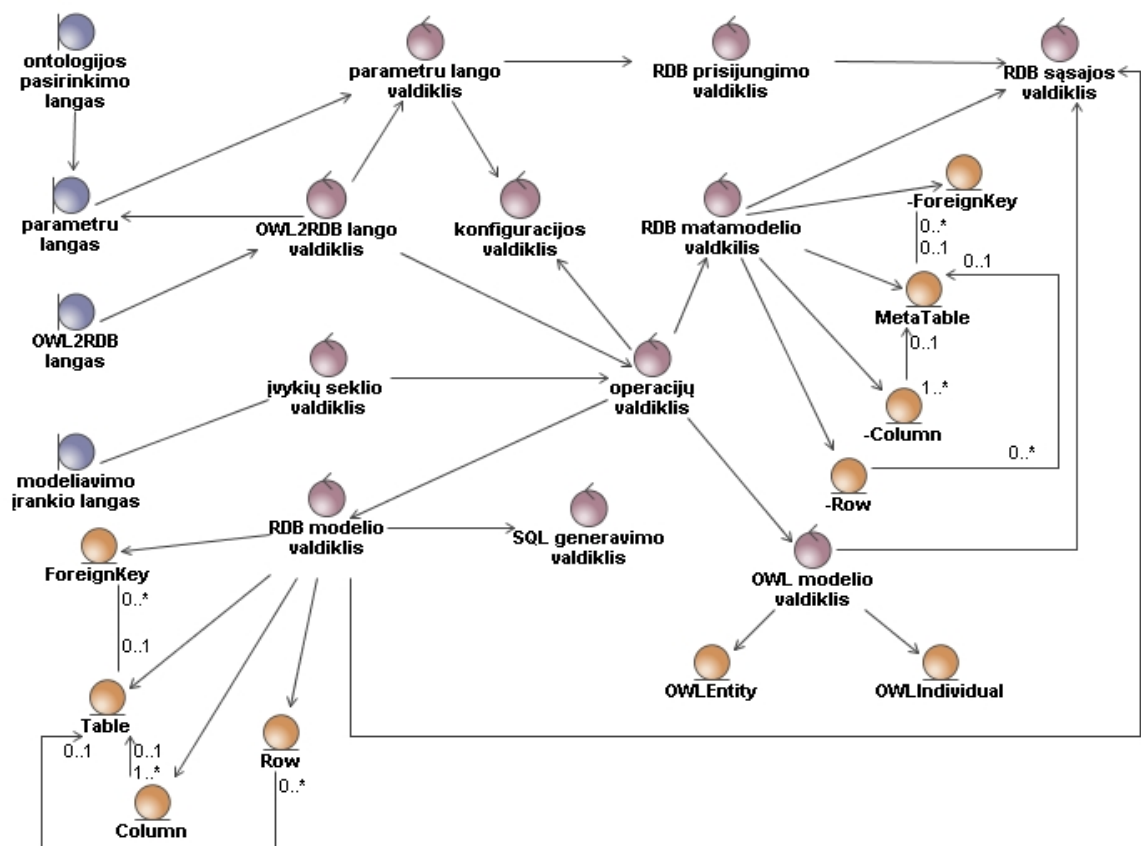 ontologijos
pasirinkimo
langas
parametru lango
valdiklis
RDB prisijungimo
valdiklis
RDB sąsajos
valdiklis
parametru
langas
OWL2RDB lango
valdiklis
konfiguracijos
valdiklis
RDB matamodelio
valdkilis
-ForeignKey
0..*
0..1
0..1
MetaTable
0..1
1..*
-Column
0..*
-Row
OWL2RDB
langas
įvykių seklio
valdiklis
operacijų
valdiklis
modeliavimo
įrankio langas
RDB modelio
valdiklis
SQL generavimo
valdiklis
OWL modelio
valdiklis
ForeignKey
0..*
0..1
OWLEntity
OWLIndividual
Table
0..1
0..1
1..*
Row
0..*
Column